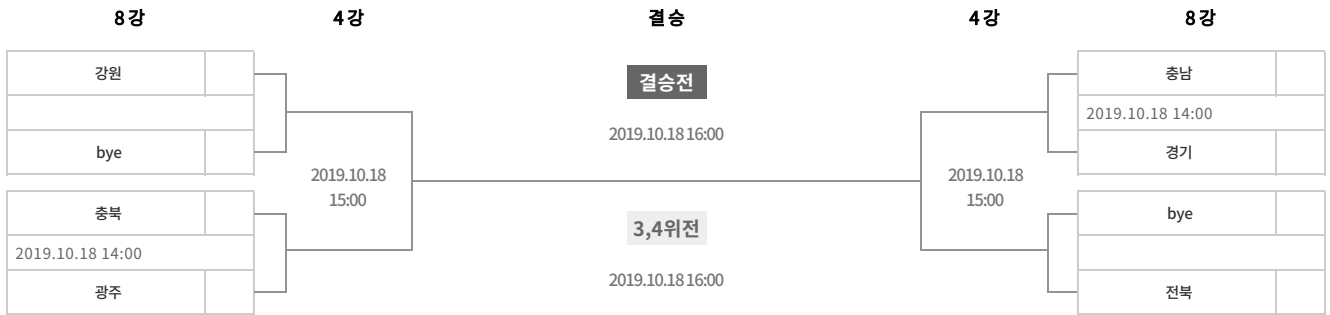 8강
4강
결승
4강
8강
강원
bye
충북
2019.10.18 14:00
광주
2019.10.18
15:00
결승전
2019.10.18 16:00
3,4위전
2019.10.18 16:00
2019.10.18
15:00
충남
2019.10.18 14:00
경기
bye
전북